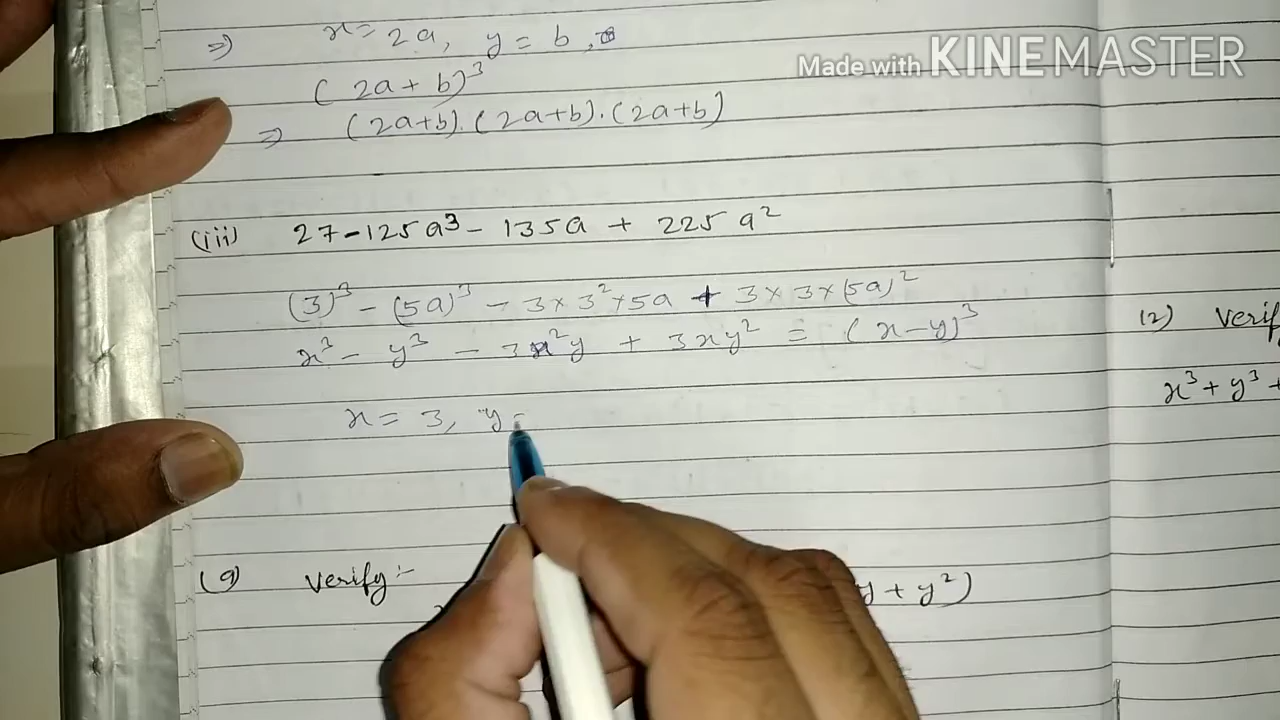 ⇒ x = 2a, y = b,
Made with KINEMASTER
(2a + b)³
⇒ (2a+b).(2a+b).(2a+b)
(iii) 27-125a³ - 135a + 225a²
(3)³ - (5a)³ - 3×3²×5a + 3×3×(5a)²
x³ - y³ - 3x²y + 3xy² = (x-y)³
x = 3, y =
(9) Verify:-
y + y²)
(2) Verif
x³ + y³ +